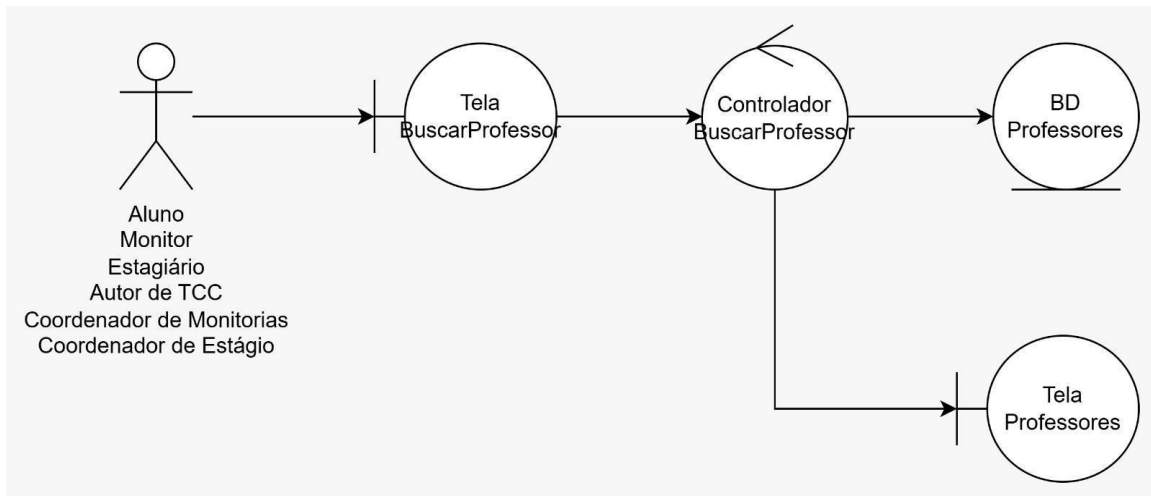 Aluno
Monitor
Estagiário
Autor de TCC
Coordenador de Monitorias
Coordenador de Estágio
Tela
BuscarProfessor
Controlador
BuscarProfessor
BD
Professores
Tela
Professores